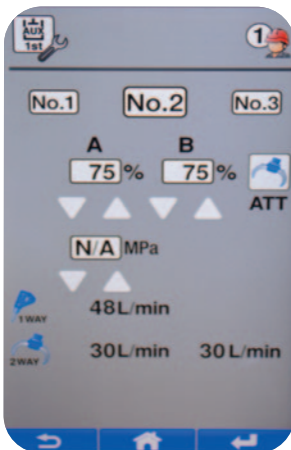 AUX
1st
1
No.1 No.2 No.3
A B
75 % 75 %
ATT
N/A MPa
1WAY 48L/min
2WAY 30L/min 30L/min